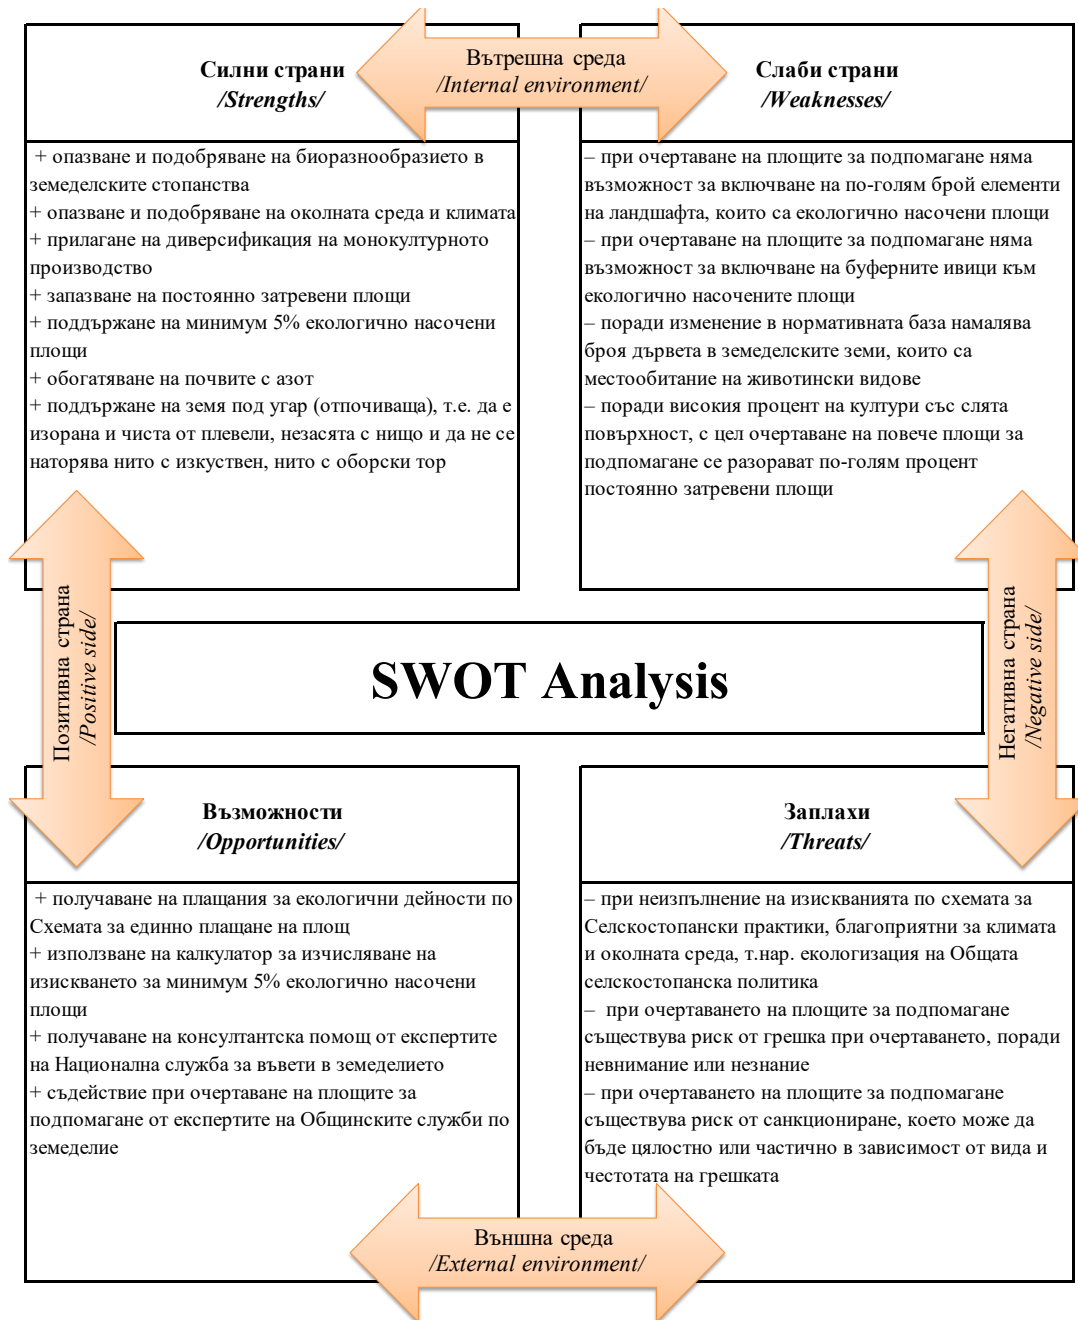 Силни страни
/Strengths/
Вътрешна среда
/Internal environment/
Слаби страни
/Weaknesses/
+ опазване и подобряване на биоразнообразието в
земеделските стопанства
+ опазване и подобряване на околната среда и климата
+ прилагане на диверсификация на монокултурното
производство
+ запазване на постоянно затревени площи
+ поддържане на минимум 5% екологично насочени
площи
+ обогатяване на почвите с азот
+ поддържане на земя под угар (отпочиваща), т.е. да е
изорана и чиста от плевели, незасята с нищо и да не се
наторява нито с изкуствен, нито с оборски тор
– при очертаване на площите за подпомагане няма
възможност за включване на по-голям брой елементи
на ландшафта, които са екологично насочени площи
– при очертаване на площите за подпомагане няма
възможност за включване на буферните ивици към
екологично насочените площи
– поради изменение в нормативната база намалява
броя дървета в земеделските земи, които са
местообитание на животински видове
– поради високия процент на култури със слята
повърхност, с цел очертаване на повече площи за
подпомагане се разорават по-голям процент
постоянно затревени площи
Позитивна страна
/Positive side/
SWOT Analysis
Негативна страна
/Negative side/
Възможности
/Opportunities/
Заплахи
/Threats/
+ получаване на плащания за екологични дейности по
Схемата за единно плащане на площ
+ използване на калкулатор за изчисляване на
изискването за минимум 5% екологично насочени
площи
+ получаване на консултантска помощ от експертите
на Национална служба за въвети в земеделието
+ съдействие при очертаване на площите за
подпомагане от експертите на Общинските служби по
земеделие
– при неизпълнение на изискванията по схемата за
Селскостопански практики, благоприятни за климата
и околната среда, т.нар. екологизация на Общата
селскостопанска политика
– при очертаването на площите за подпомагане
съществува риск от грешка при очертаването, поради
невнимание или незнание
– при очертаването на площите за подпомагане
съществува риск от санкциониране, което може да
бъде цялостно или частично в зависимост от вида и
честотата на грешката
Външна среда
/External environment/